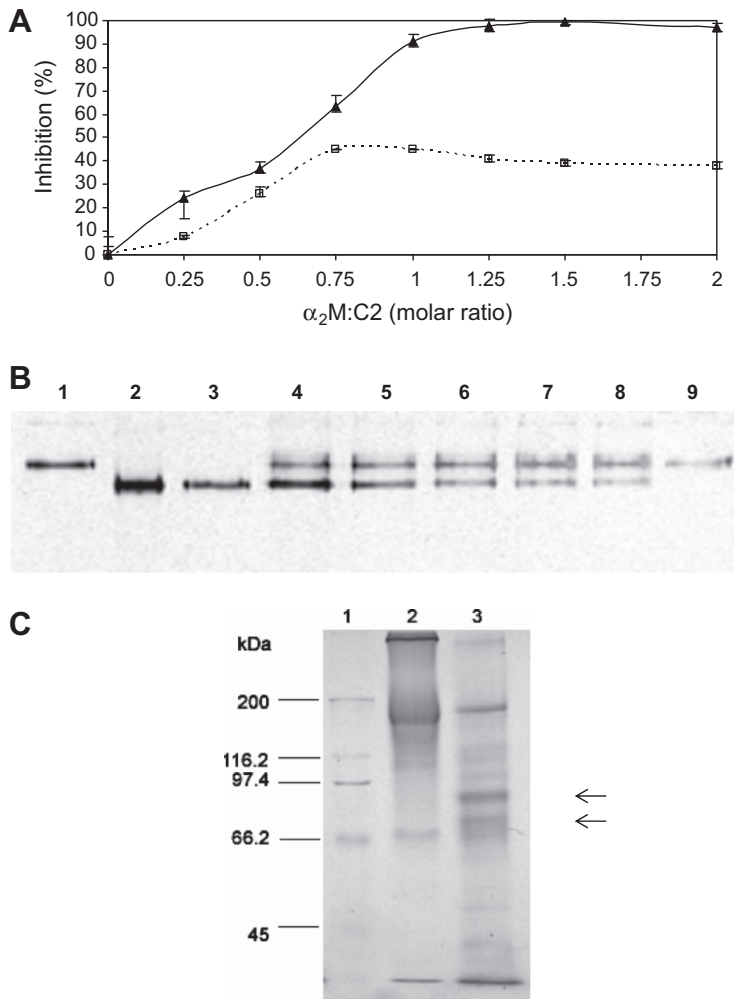 A
Inhibition (%)
100
90
80
70
60
50
40
30
20
10
0
0 0.25 0.5 0.75 1 1.25 1.5 1.75 2
α₂M:C2 (molar ratio)
B
1 2 3 4 5 6 7 8 9
C
1 2 3
kDa
200
116.2
97.4
66.2
45